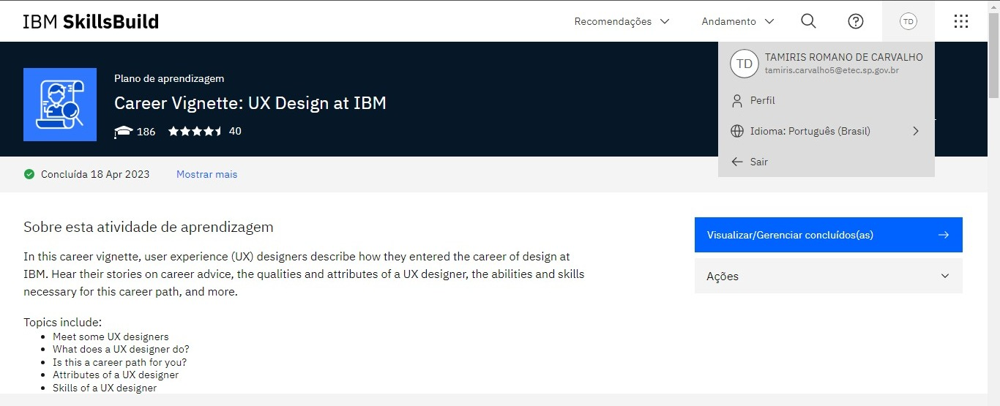 IBM SkillsBuild
Recomendações
Andamento
TD
TD
TAMIRIS ROMANO DE CARVALHO
tamiris.carvalho5@etec.sp.gov.br
Perfil
Idioma: Português (Brasil)
Sair
Plano de aprendizagem
Career Vignette: UX Design at IBM
186 40
Concluída 18 Apr 2023 Mostrar mais
Sobre esta atividade de aprendizagem
In this career vignette, user experience (UX) designers describe how they entered the career of design at
IBM. Hear their stories on career advice, the qualities and attributes of a UX designer, the abilities and skills
necessary for this career path, and more.
Topics include:
• Meet some UX designers
• What does a UX designer do?
• Is this a career path for you?
• Attributes of a UX designer
• Skills of a UX designer
Visualizar/Gerenciar concluídos(as)
Ações